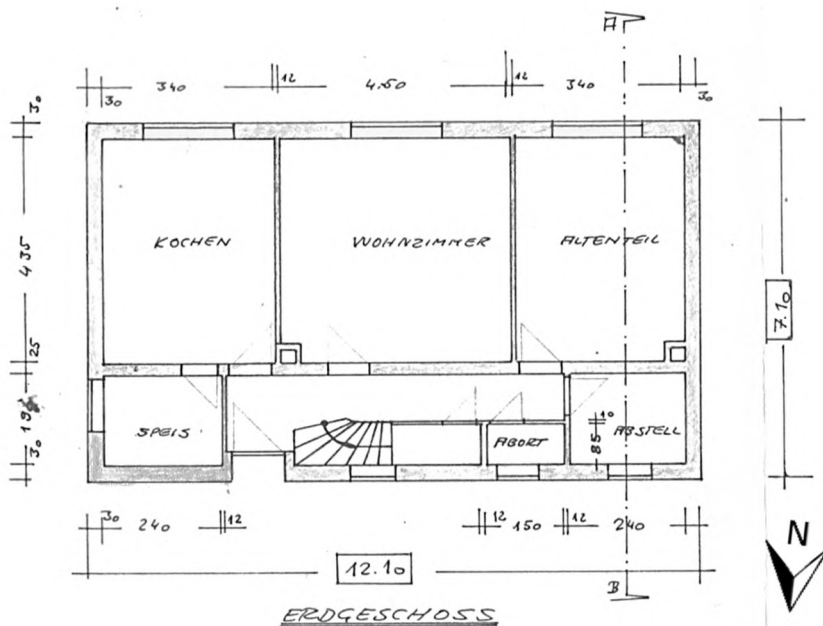 A
340 12 4.50 12 340
30 30
30
435
25
30
KOCHEN WOHNZIMMER ALTENTEIL
7.10
SPEIS ABORT ABSTELL
85 10
30 240 12 12 150 12 240
12.10
B
N
ERDGESCHOSS